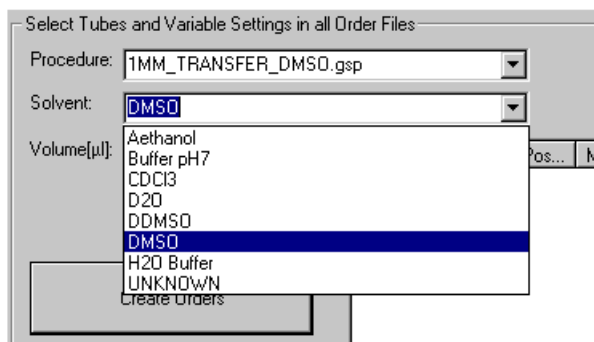 Select Tubes and Variable Settings in all Order Files
Procedure: 1MM_TRANSFER_DMSO.gsp
Solvent: DMSO
Volume[µl]:
Aethanol
Buffer pH7
CDCl3
D2O
DDMSO
DMSO
H2O Buffer
UNKNOWN
Pos...
Create Orders